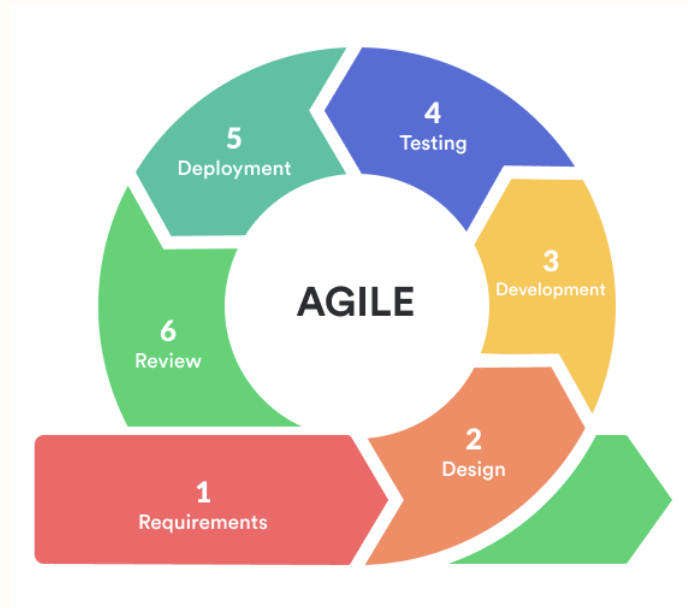 AGILE
1
Requirements
2
Design
3
Development
4
Testing
5
Deployment
6
Review